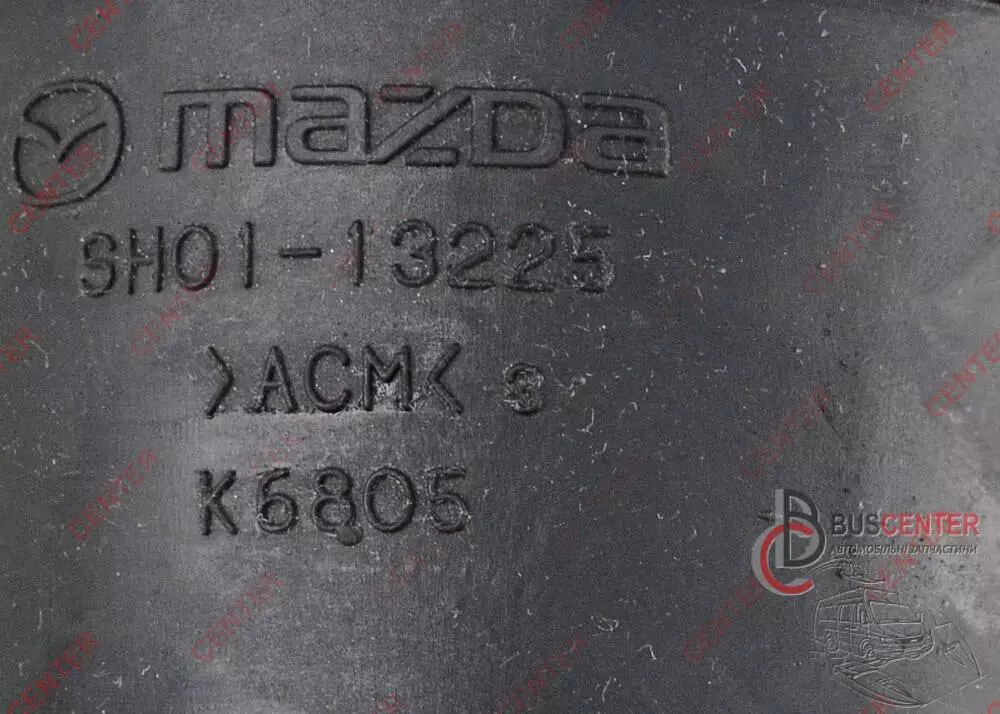 mazda
SH01-13225
>ACM< 3
K6805
BUSCENTER
АВТОМОБІЛЬНІ ЗАПЧАСТИНИ